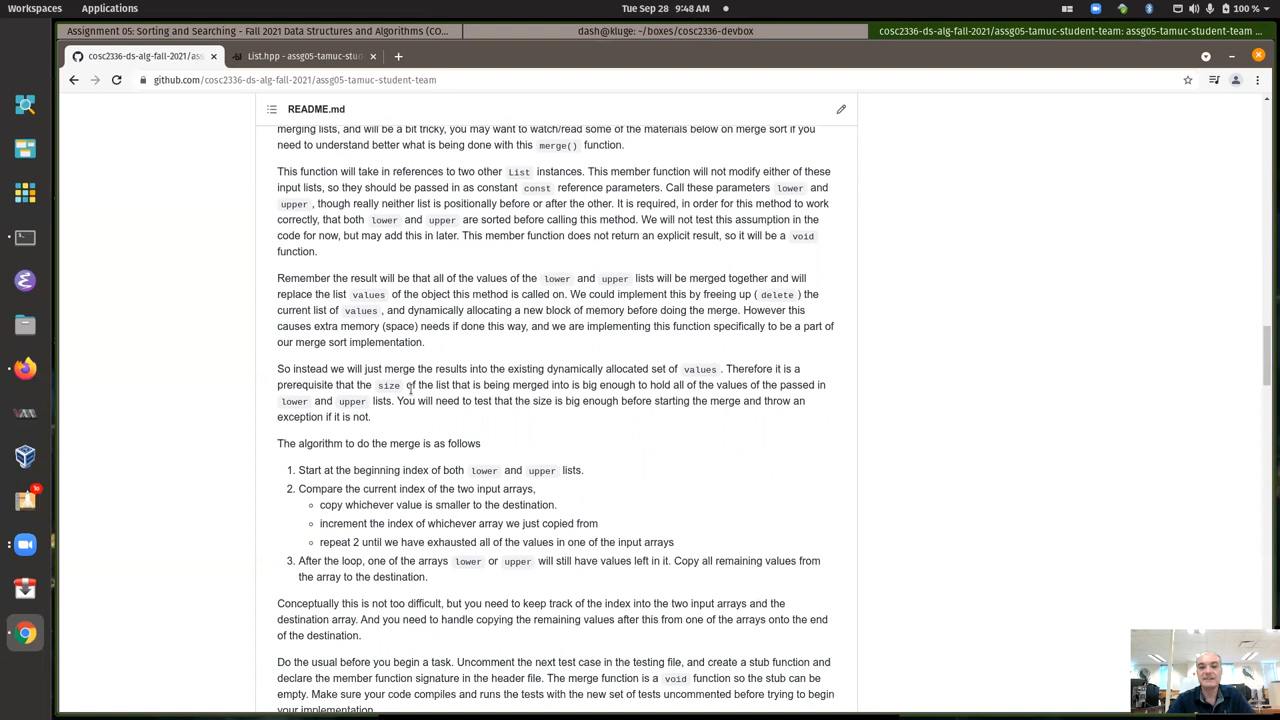 Workspaces Applications Tue Sep 28 9:48 AM 100 %
Assignment 05: Sorting and Searching - Fall 2021 Data Structures and Algorithms (CO... dash@kluge: ~/boxes/cosc2336-devbox cosc2336-ds-alg-fall-2021/assg05-tamuc-student-team: assg05-tamuc-student-team ...
cosc2336-ds-alg-fall-2021/ List.hpp - assg05-tamuc-stud
github.com/cosc2336-ds-alg-fall-2021/assg05-tamuc-student-team
README.md
merging lists, and will be a bit tricky, you may want to watch/read some of the materials below on merge sort if you
need to understand better what is being done with this merge() function.
This function will take in references to two other List instances. This member function will not modify either of these
input lists, so they should be passed in as constant const reference parameters. Call these parameters lower and
upper, though really neither list is positionally before or after the other. It is required, in order for this method to work
correctly, that both lower and upper are sorted before calling this method. We will not test this assumption in the
code for now, but may add this in later. This member function does not return an explicit result, so it will be a void
function.
Remember the result will be that all of the values of the lower and upper lists will be merged together and will
replace the list values of the object this method is called on. We could implement this by freeing up ( delete ) the
current list of values, and dynamically allocating a new block of memory before doing the merge. However this
causes extra memory (space) needs if done this way, and we are implementing this function specifically to be a part of
our merge sort implementation.
So instead we will just merge the results into the existing dynamically allocated set of values. Therefore it is a
prerequisite that the size of the list that is being merged into is big enough to hold all of the values of the passed in
lower and upper lists. You will need to test that the size is big enough before starting the merge and throw an
exception if it is not.
The algorithm to do the merge is as follows
1. Start at the beginning index of both lower and upper lists.
2. Compare the current index of the two input arrays,
copy whichever value is smaller to the destination.
increment the index of whichever array we just copied from
repeat 2 until we have exhausted all of the values in one of the input arrays
3. After the loop, one of the arrays lower or upper will still have values left in it. Copy all remaining values from
the array to the destination.
Conceptually this is not too difficult, but you need to keep track of the index into the two input arrays and the
destination array. And you need to handle copying the remaining values after this from one of the arrays onto the end
of the destination.
Do the usual before you begin a task. Uncomment the next test case in the testing file, and create a stub function and
declare the member function signature in the header file. The merge function is a void function so the stub can be
empty. Make sure your code compiles and runs the tests with the new set of tests uncommented before trying to begin
your implementation